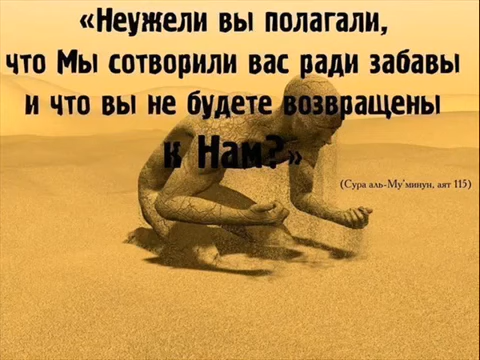 «Неужели вы полагали,
что Мы сотворили вас ради забавы
и что вы не будете возвращены
к Нам?»
(Сура аль-Му'минун, аят 115)